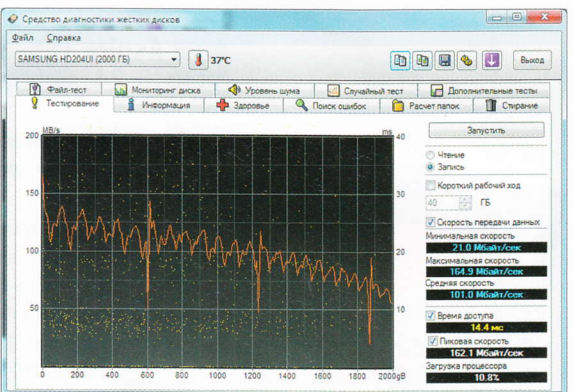 Средство диагностики жестких дисков
Файл Справка
SAMSUNG HD204UI (2000 ГБ)
37°C
Выход
Файл-тест
Мониторинг диска
Уровень шума
Случайный тест
Дополнительные тесты
Тестирование
Информация
Здоровье
Поиск ошибок
Расчет папок
Стирание
200 MB/s ms 40
150 30
100 20
50 10
0 200 400 600 800 1000 1200 1400 1600 1800 2000gB
Запустить
Чтение
Запись
Короткий рабочий ход
40 ГБ
Скорость передачи данных
Минимальная скорость
21.0 Мбайт/сек
Максимальная скорость
164.9 Мбайт/сек
Средняя скорость
101.0 Мбайт/сек
Время доступа
14.4 мс
Пиковая скорость
162.1 Мбайт/сек
Загрузка процессора
10.8%